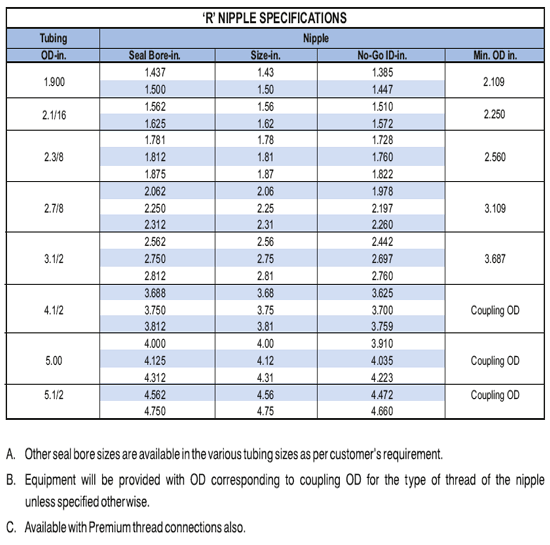 ‘R’ NIPPLE SPECIFICATIONS
Tubing Nipple
OD-in. Seal Bore-in. Size-in. No-Go ID-in. Min. OD in.
1.900 1.437 1.43 1.385 2.109
1.500 1.50 1.447
2.1/16 1.562 1.56 1.510 2.250
1.625 1.62 1.572
1.781 1.78 1.728
2.3/8 1.812 1.81 1.760 2.560
1.875 1.87 1.822
2.062 2.06 1.978
2.7/8 2.250 2.25 2.197 3.109
2.312 2.31 2.260
2.562 2.56 2.442
3.1/2 2.750 2.75 2.697 3.687
2.812 2.81 2.760
3.688 3.68 3.625
4.1/2 3.750 3.75 3.700 Coupling OD
3.812 3.81 3.759
4.000 4.00 3.910
5.00 4.125 4.12 4.035 Coupling OD
4.312 4.31 4.223
5.1/2 4.562 4.56 4.472 Coupling OD
4.750 4.75 4.660
A. Other seal bore sizes are available in the various tubing sizes as per customer's requirement.
B. Equipment will be provided with OD corresponding to coupling OD for the type of thread of the nipple
unless specified otherwise.
C. Available with Premium thread connections also.